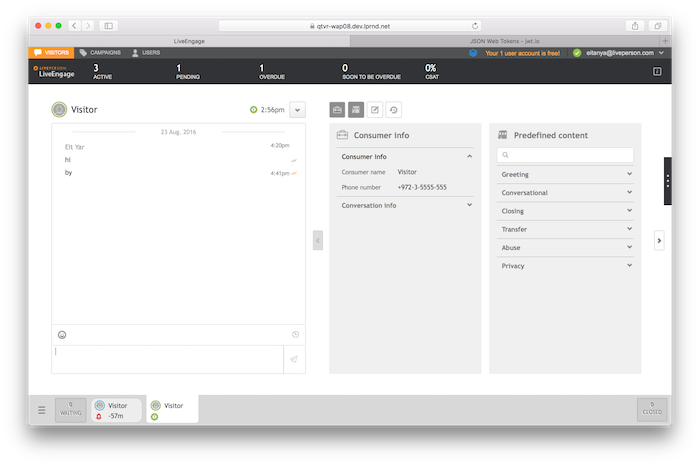 qtvr-wap08.dev.lprnd.net
LiveEngage
JSON Web Tokens - jwt.io
VISITORS
CAMPAIGNS
USERS
Your 1 user account is free!
eitanya@liveperson.com
LIVEPERSON
LiveEngage
3
ACTIVE
1
PENDING
1
OVERDUE
0
SOON TO BE OVERDUE
0%
CSAT
Visitor
2:56pm
23 Aug, 2016
Eit Yar
4:20pm
hi
by
4:41pm
Consumer info
Consumer info
Consumer name Visitor
Phone number +972-3-5555-555
Conversation info
Predefined content
Greeting
Conversational
Closing
Transfer
Abuse
Privacy
0
WAITING
Visitor
-57m
Visitor
0
CLOSED